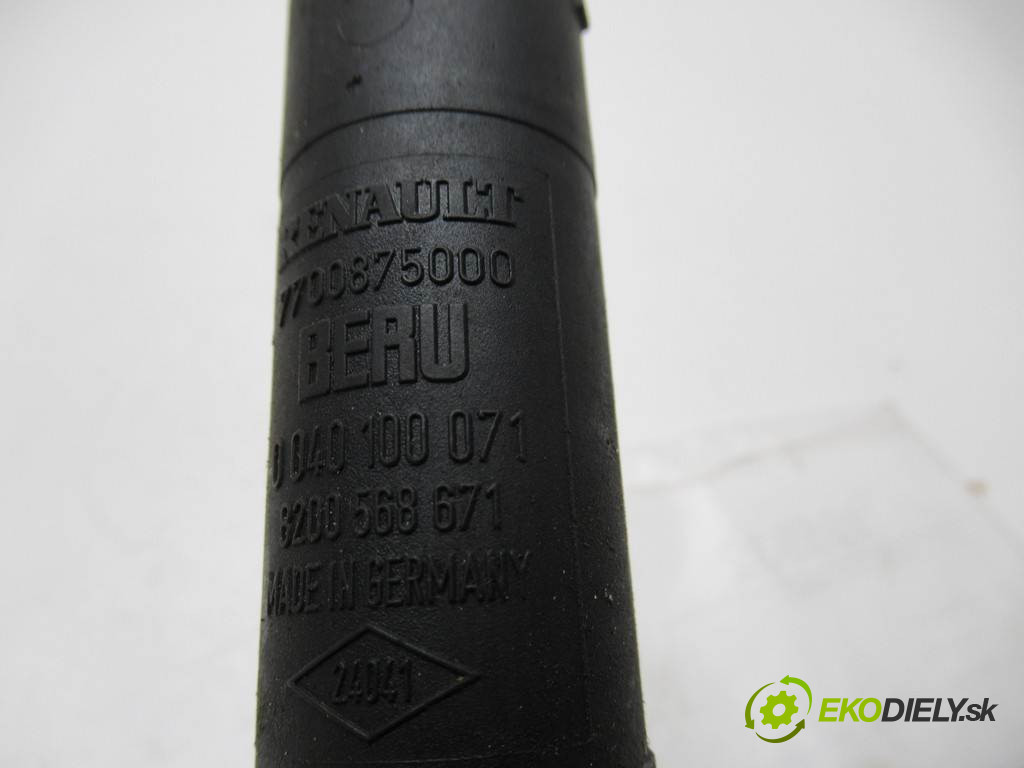 RENAULT
7700875000
BERU
0 040 100 071
8200 568 671
MADE IN GERMANY
24041
EKODIELY.sk